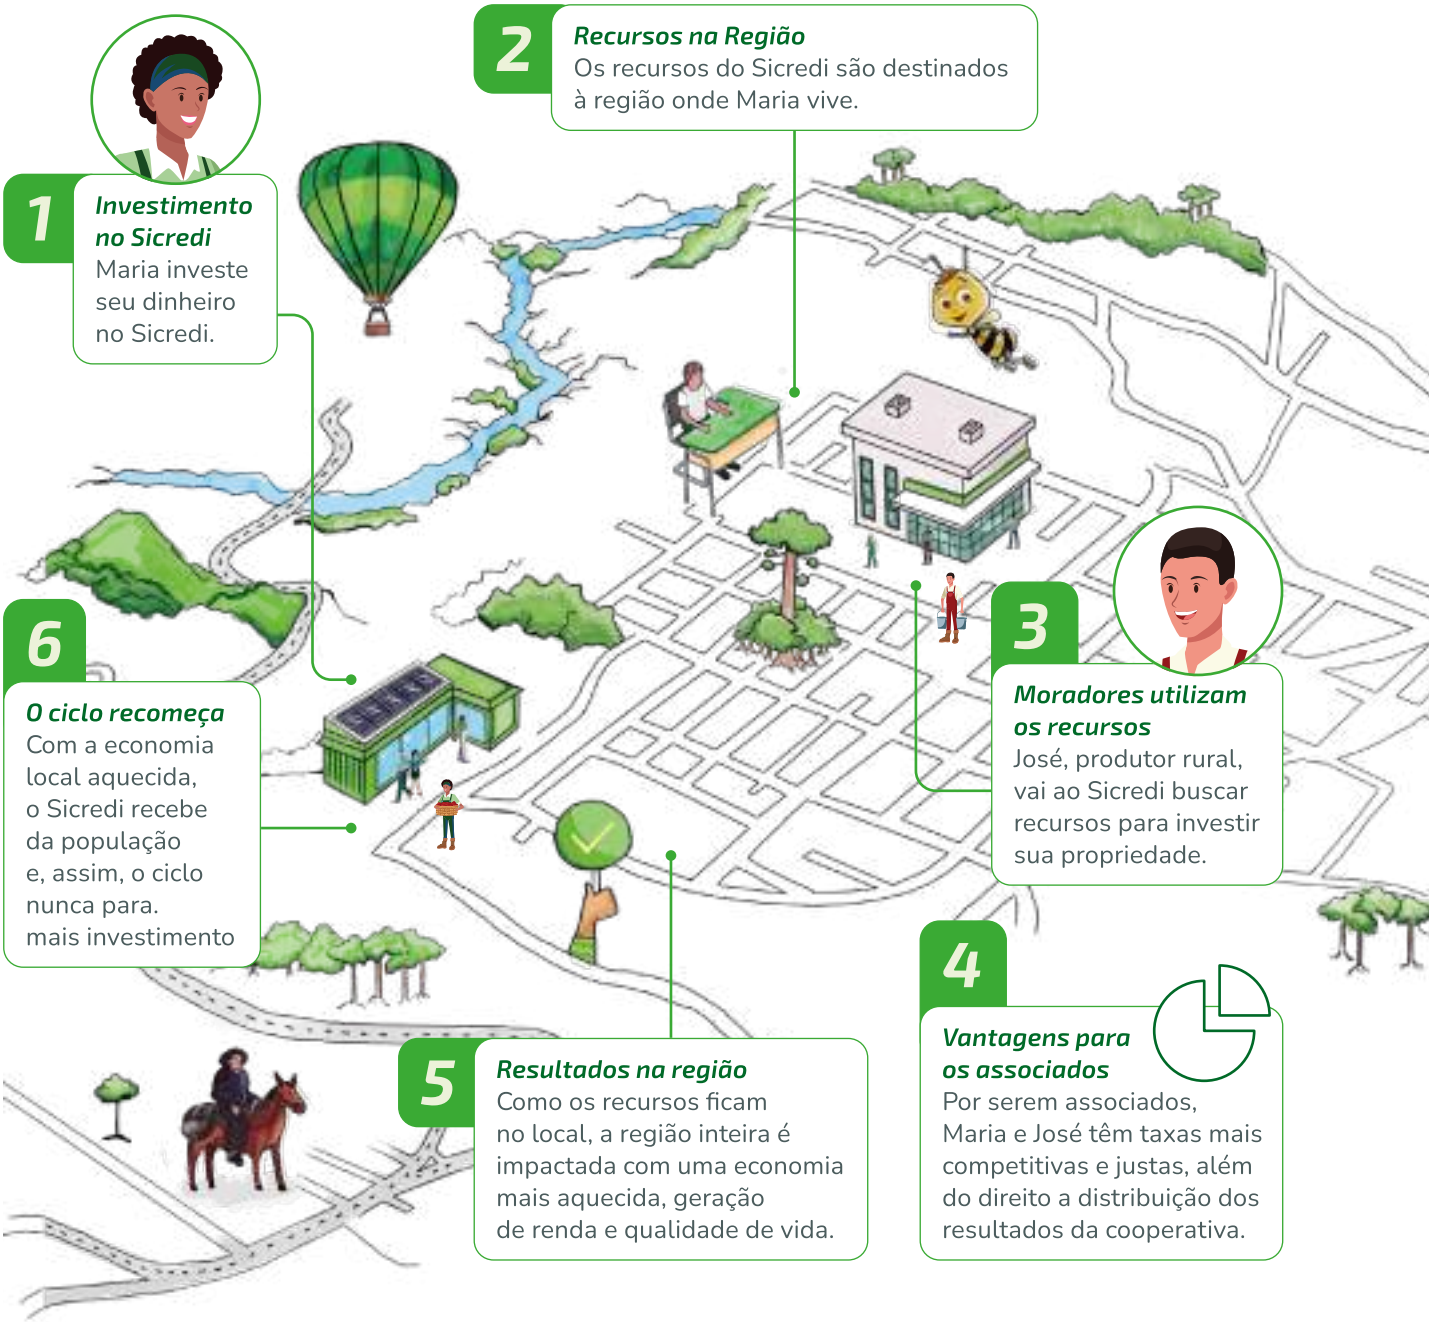 1
Investimento
no Sicredi
Maria investe
seu dinheiro
no Sicredi.
2
Recursos na Região
Os recursos do Sicredi são destinados
à região onde Maria vive.
3
Moradores utilizam
os recursos
José, produtor rural,
vai ao Sicredi buscar
recursos para investir
sua propriedade.
4
Vantagens para
os associados
Por serem associados,
Maria e José têm taxas mais
competitivas e justas, além
do direito a distribuição dos
resultados da cooperativa.
5
Resultados na região
Como os recursos ficam
no local, a região inteira é
impactada com uma economia
mais aquecida, geração
de renda e qualidade de vida.
6
O ciclo recomeça
Com a economia
local aquecida,
o Sicredi recebe
da população
e, assim, o ciclo
nunca para.
mais investimento